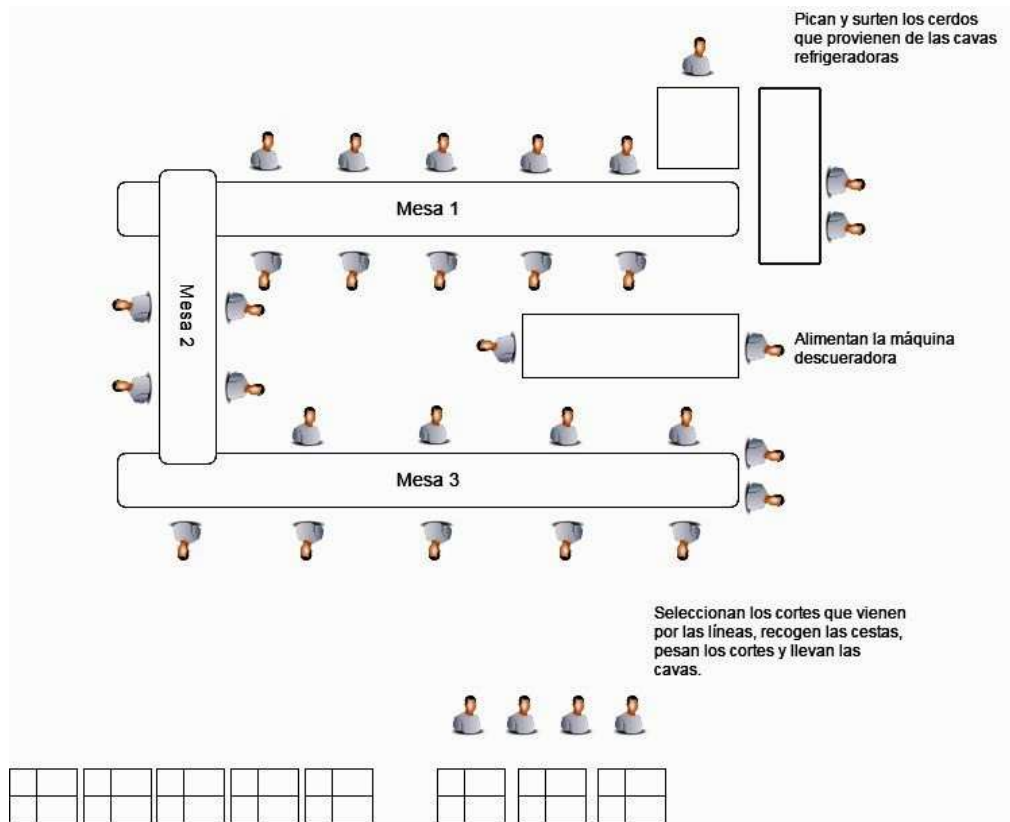 Pican y surten los cerdos
que provienen de las cavas
refrigeradoras
Mesa 1
Mesa 2
Alimentan la máquina
descueradora
Mesa 3
Seleccionan los cortes que vienen
por las líneas, recogen las cestas,
pesan los cortes y llevan las
cavas.